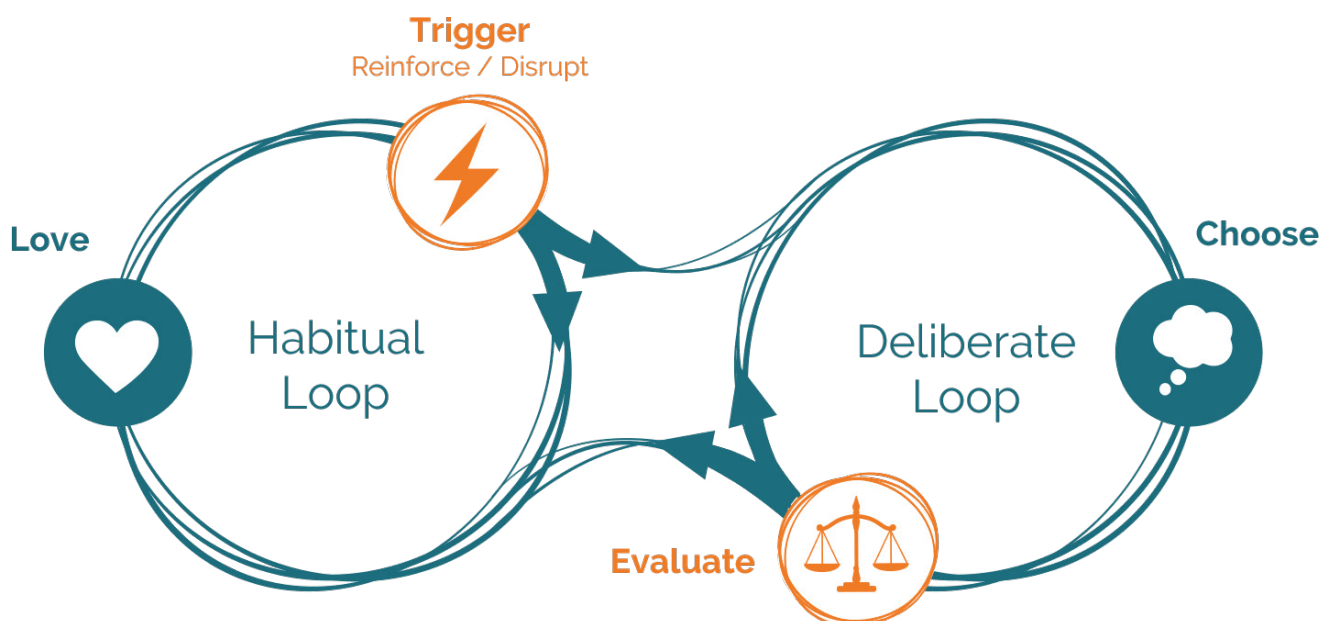 Trigger
Reinforce / Disrupt
Love
Choose
Habitual
Loop
Deliberate
Loop
Evaluate